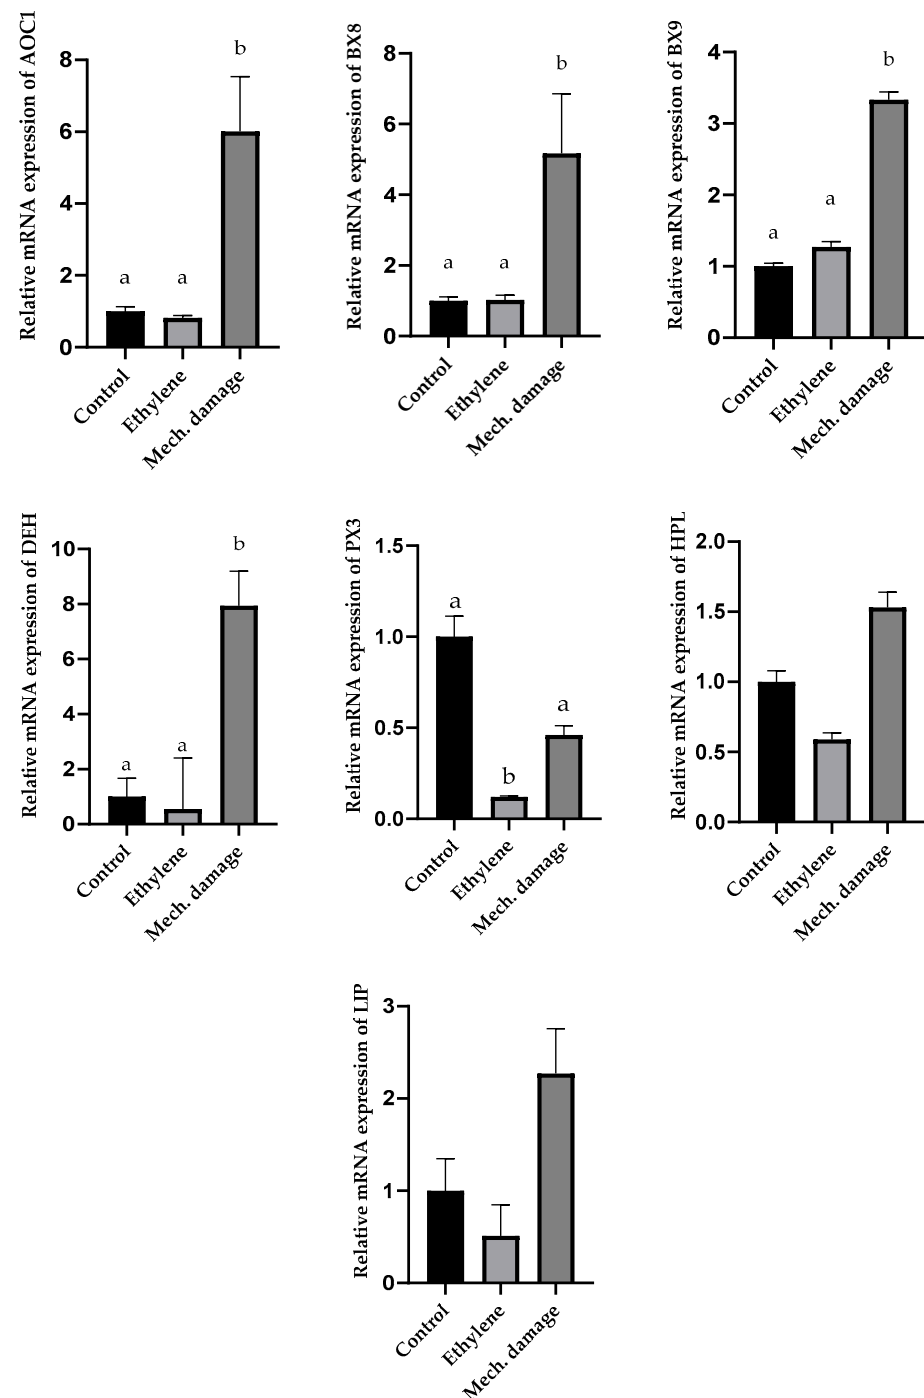 Relative mRNA expression of AOC1
8
6
4
2
0
a
a
b
Control
Ethylene
Mech. damage
Relative mRNA expression of BX8
8
6
4
2
0
a
a
b
Control
Ethylene
Mech. damage
Relative mRNA expression of BX9
4
3
2
1
0
a
a
b
Control
Ethylene
Mech. damage
Relative mRNA expression of DEH
10
8
6
4
2
0
a
a
b
Control
Ethylene
Mech. damage
Relative mRNA expression of PX3
1.5
1.0
0.5
0.0
a
b
a
Control
Ethylene
Mech. damage
Relative mRNA expression of HPL
2.0
1.5
1.0
0.5
0.0
Control
Ethylene
Mech. damage
Relative mRNA expression of LIP
3
2
1
0
Control
Ethylene
Mech. damage